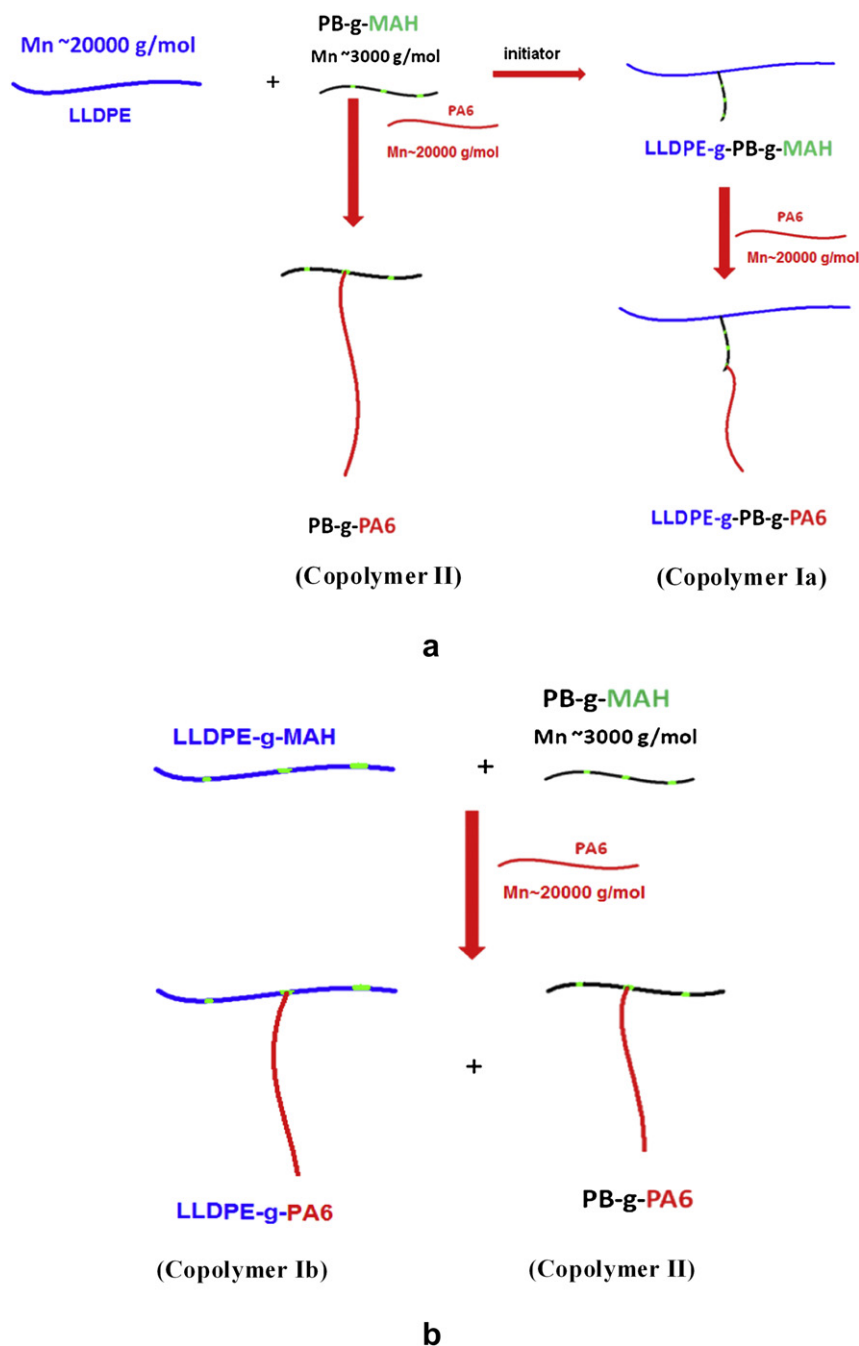 Mn ~20000 g/mol
LLDPE
+
PB-g-MAH
Mn ~3000 g/mol
initiator
PA6
Mn~20000 g/mol
LLDPE-g-PB-g-MAH
PA6
Mn~20000 g/mol
PB-g-PA6
(Copolymer II)
LLDPE-g-PB-g-PA6
(Copolymer Ia)
a
LLDPE-g-MAH
+
PB-g-MAH
Mn ~3000 g/mol
PA6
Mn~20000 g/mol
+
LLDPE-g-PA6
(Copolymer Ib)
PB-g-PA6
(Copolymer II)
b